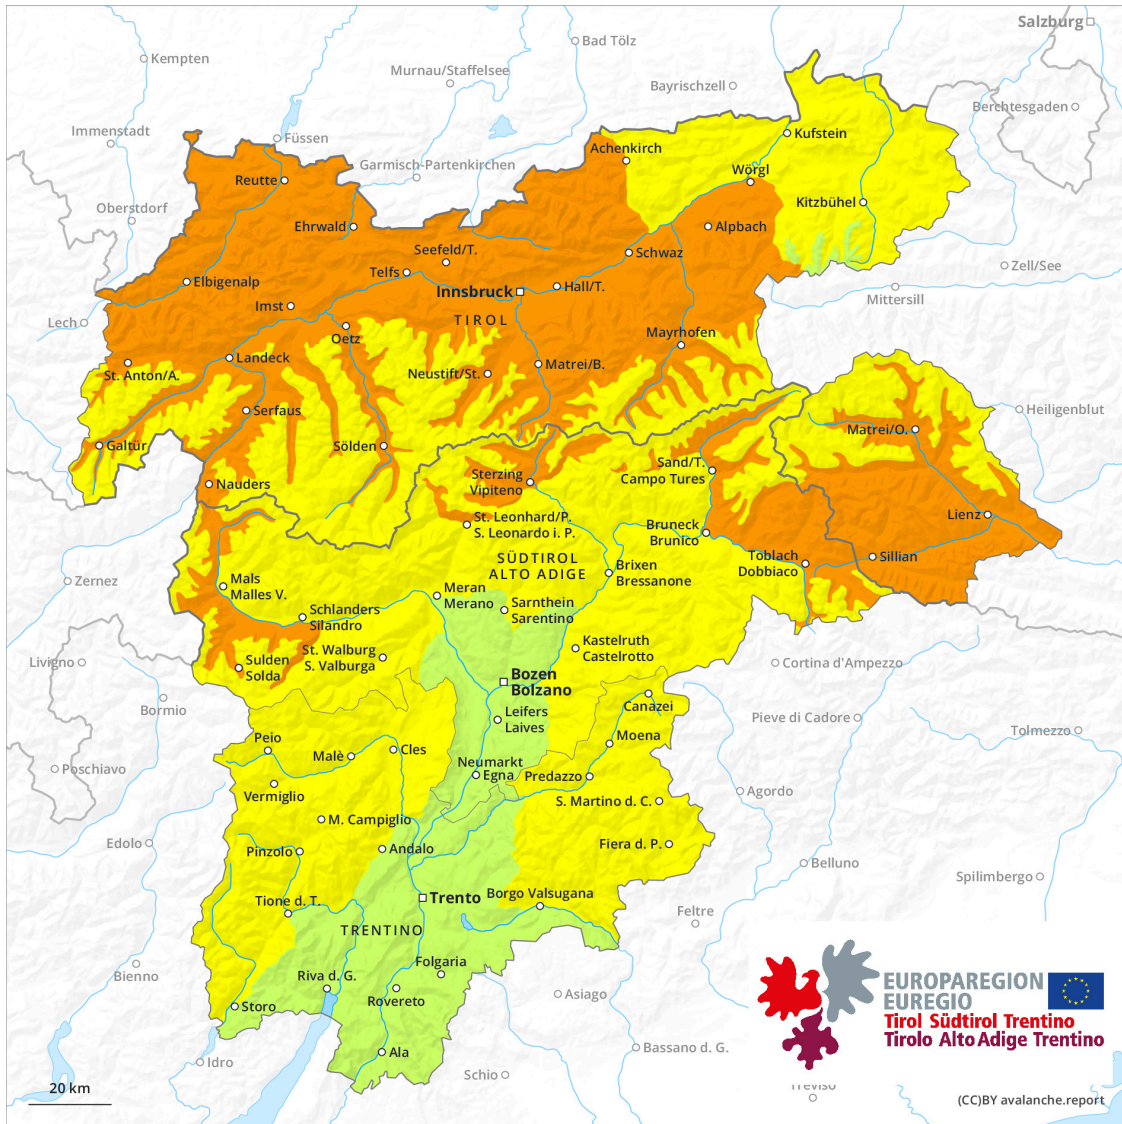 Salzburg
Bad Tölz
Kempten
Murnau/Staffelsee
Bayrischzell
Berchtesgaden
Immenstadt
Füssen
Kufstein
Achenkirch
Garmisch-Partenkirchen
Wörgl
Reutte
Oberstdorf
Kitzbühel
Ehrwald
Alpbach
Seefeld/T.
Schwaz
Zell/See
Telfs
Elbigenalp
Innsbruck
Hall/T.
Mittersill
Imst
TIROL
Lech
Oetz
Mayrhofen
Landeck
Matrei/B.
St. Anton/A.
Neustift/St.
Serfaus
Heiligenblut
Matrei/O.
Galtür
Sölden
Sand/T.
Campo Tures
Sterzing
Vipiteno
Nauders
St. Leonhard/P.
S. Leonardo i. P.
Lienz
Bruneck
Brunico
SÜDTIROL
ALTO ADIGE
Toblach
Dobbiaco
Sillian
Brixen
Bressanone
Zernez
Mals
Malles V.
Meran
Merano
Sarnthein
Sarentino
Schlanders
Silandro
Kastelruth
Castelrotto
St. Walburg
S. Valburga
Livigno
Sulden
Solda
Cortina d'Ampezzo
Bozen
Bolzano
Bormio
Canazei
Leifers
Laives
Pieve di Cadore
Tolmezzo
Peio
Moena
Malè
Cles
Neumarkt
Egna
Poschiavo
Predazzo
Vermiglio
Agordo
S. Martino d. C.
M. Campiglio
Edolo
Pinzolo
Andalo
Fiera d. P.
Belluno
Spilimbergo
Trento
Borgo Valsugana
Tione d. T.
Feltre
TRENTINO
Folgaria
Bienno
Riva d. G.
EUROPAREGION
EUREGIO
Tirol Südtirol Trentino
Tirolo Alto Adige Trentino
Asiago
Rovereto
Storo
Ala
Bassano d. G.
Idro
Schio
Treviso
20 km
(CC)BY avalanche.report